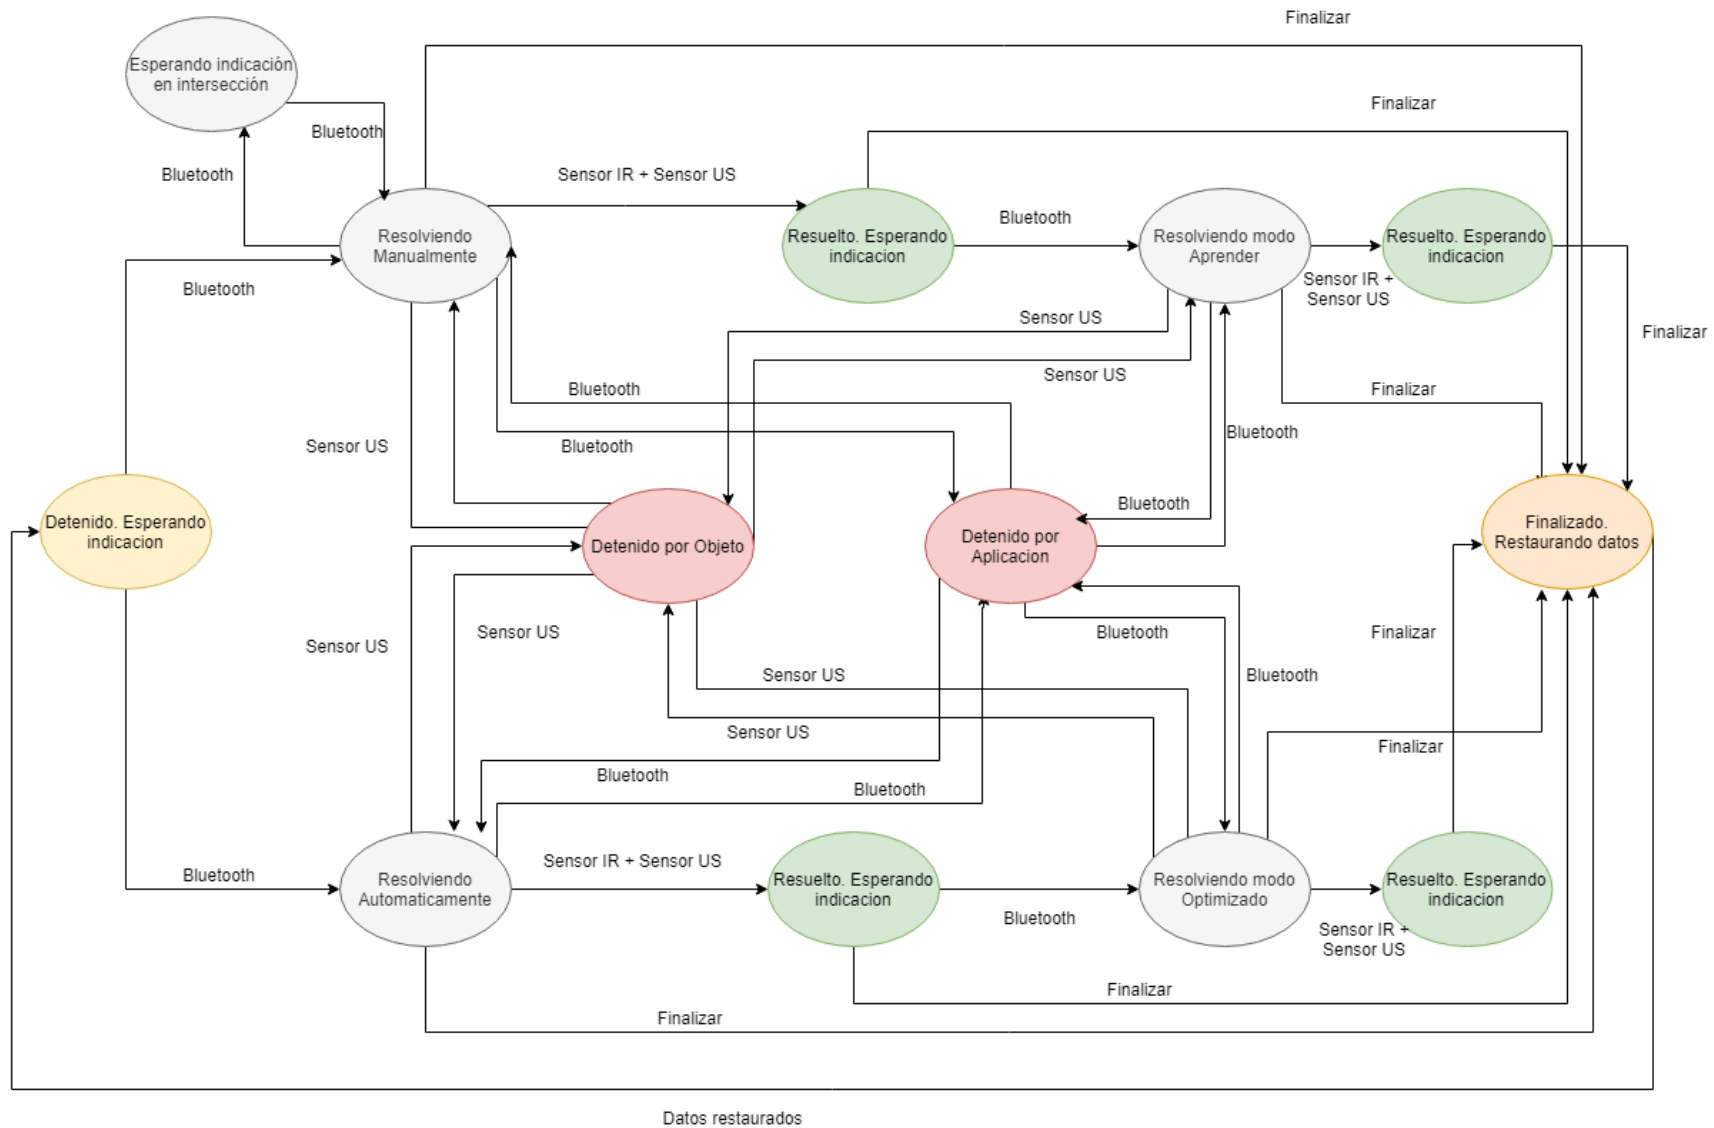 Finalizar
Esperando indicación
en intersección
Finalizar
Bluetooth
Bluetooth
Sensor IR + Sensor US
Bluetooth
Resolviendo
Manualmente
Resuelto. Esperando
indicacion
Resolviendo modo
Aprender
Resuelto. Esperando
indicacion
Bluetooth
Sensor IR +
Sensor US
Sensor US
Finalizar
Sensor US
Bluetooth
Finalizar
Sensor US
Bluetooth
Bluetooth
Bluetooth
Detenido. Esperando
indicacion
Detenido por Objeto
Detenido por
Aplicacion
Finalizado.
Restaurando datos
Sensor US
Sensor US
Bluetooth
Finalizar
Sensor US
Bluetooth
Sensor US
Finalizar
Bluetooth
Bluetooth
Bluetooth
Resolviendo
Automaticamente
Sensor IR + Sensor US
Resuelto. Esperando
indicacion
Bluetooth
Resolviendo modo
Optimizado
Resuelto. Esperando
indicacion
Sensor IR +
Sensor US
Finalizar
Finalizar
Datos restaurados